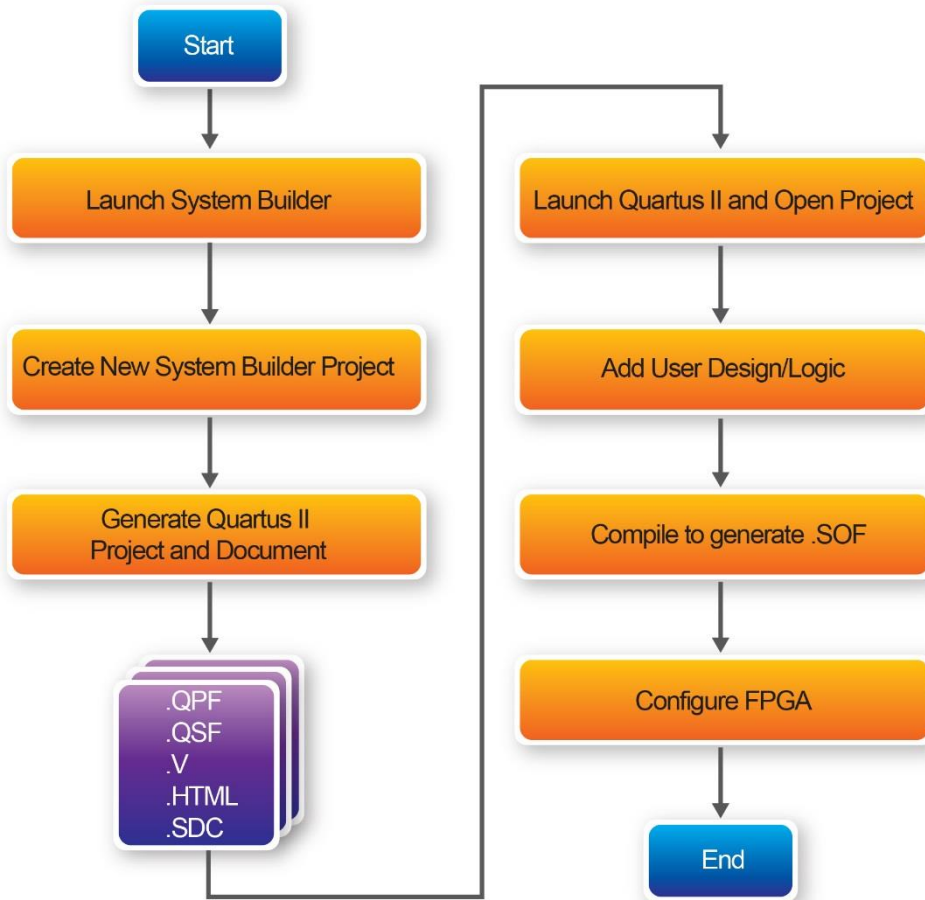 Start
Launch System Builder
Create New System Builder Project
Generate Quartus II
Project and Document
.QPF
.QSF
.V
.HTML
.SDC
Launch Quartus II and Open Project
Add User Design/Logic
Compile to generate .SOF
Configure FPGA
End